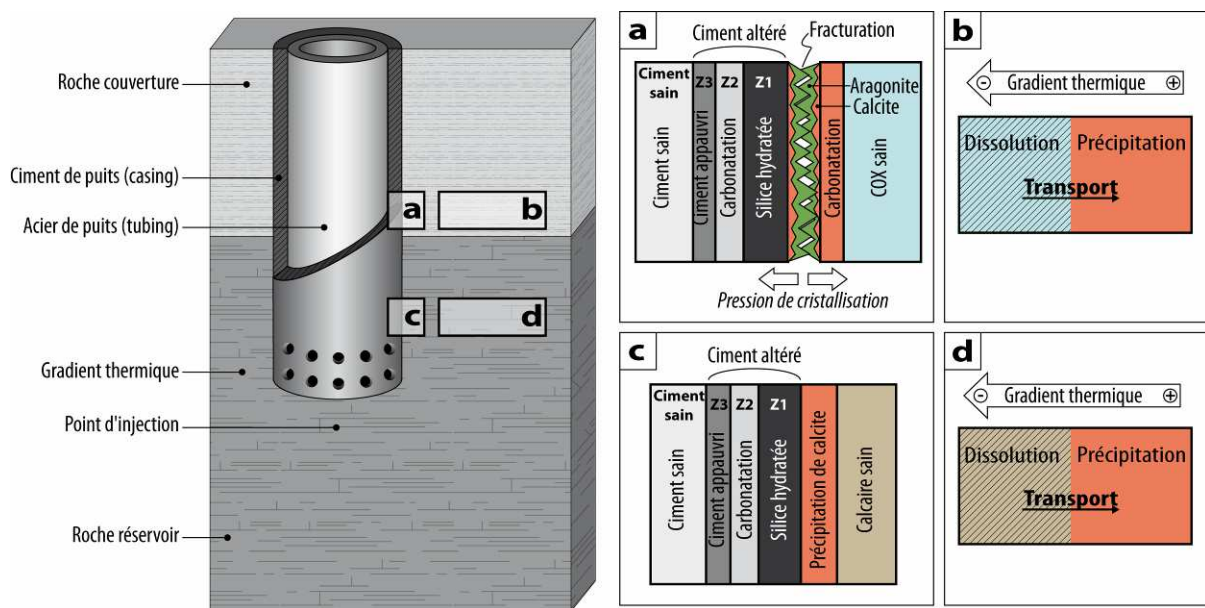 Roche couverture
Ciment de puits (casing)
Acier de puits (tubing)
Gradient thermique
Point d'injection
Roche réservoir
a
b
c
d
a
Fracturation
Ciment altéré
Ciment
sain
Z3
Z2
Z1
Aragonite
Calcite
Ciment sain
Ciment appauvri
Carbonatation
Silice hydratée
Carbonatation
COX sain
Pression de cristallisation
b
- Gradient thermique +
Dissolution
Précipitation
Transport
c
Ciment altéré
Ciment
sain
Z3
Z2
Z1
Ciment sain
Ciment appauvri
Carbonatation
Silice hydratée
Précipitation de calcite
Calcaire sain
d
- Gradient thermique +
Dissolution
Précipitation
Transport